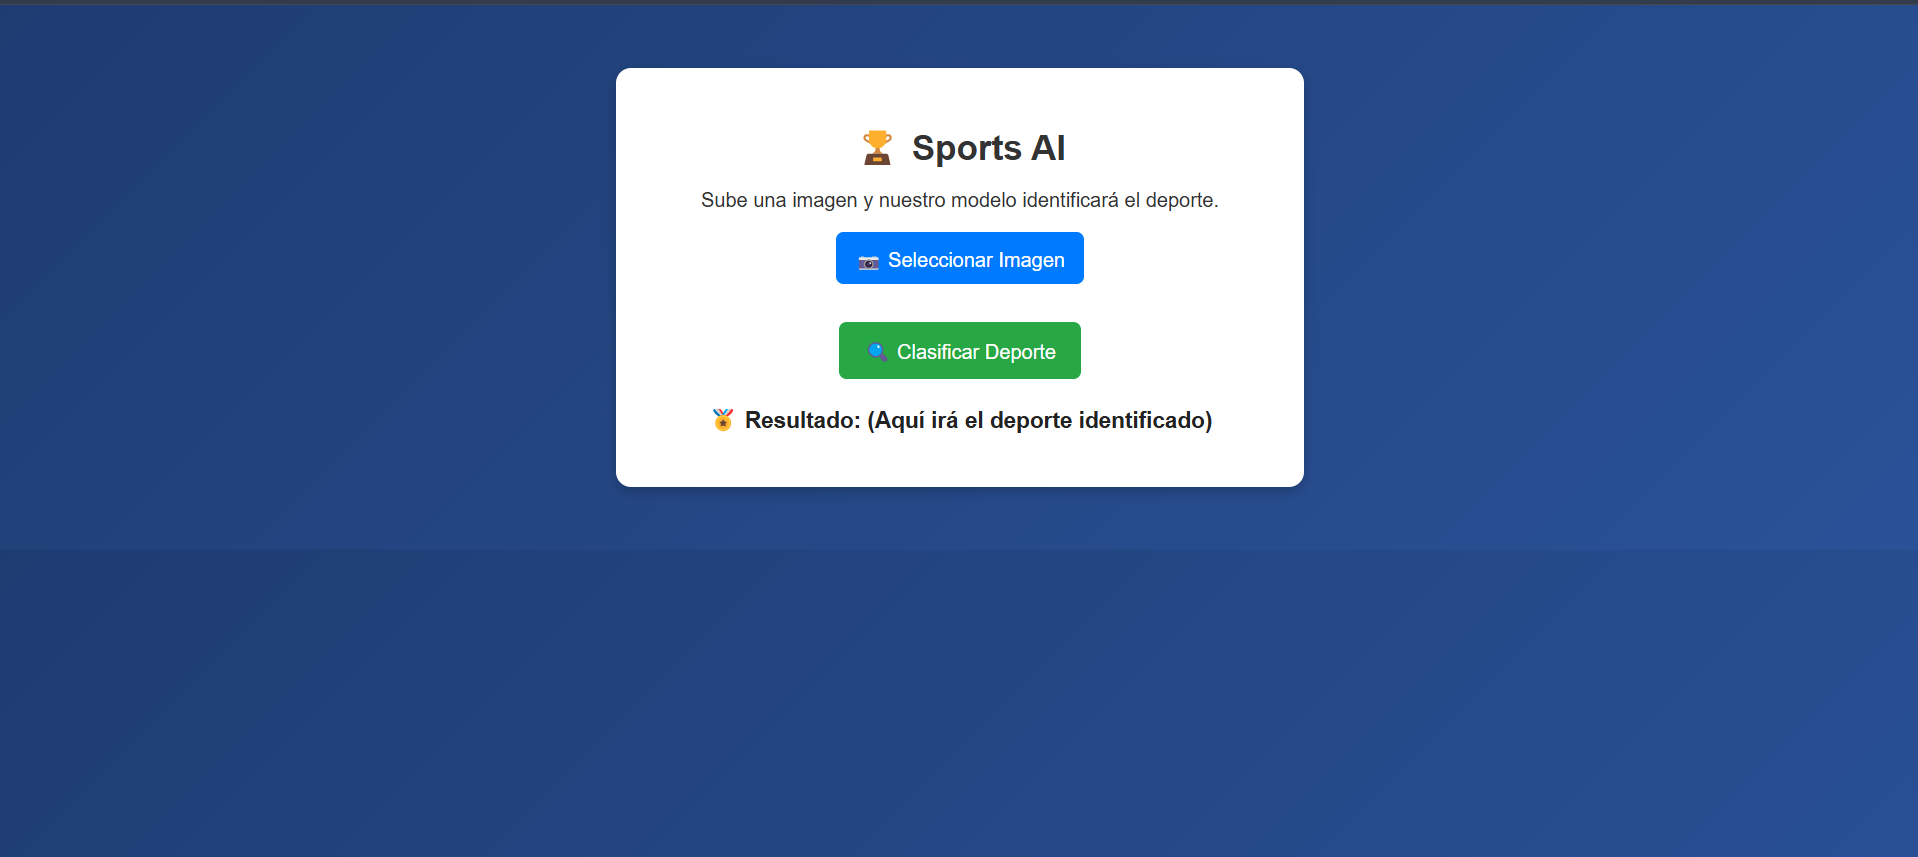 🏆 Sports AI
Sube una imagen y nuestro modelo identificará el deporte.
📷 Seleccionar Imagen
🔍 Clasificar Deporte
🏅 Resultado: (Aquí irá el deporte identificado)